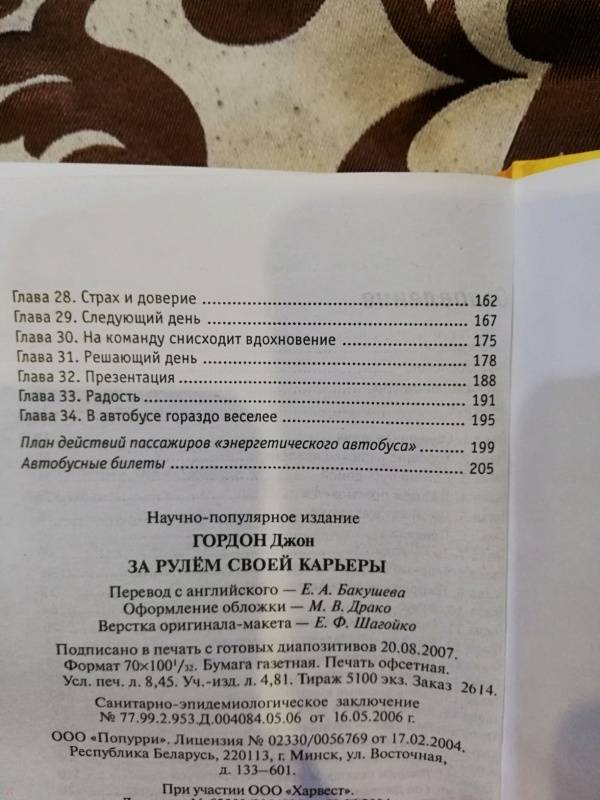 Глава 28. Страх и доверие ........ 162
Глава 29. Следующий день ........ 167
Глава 30. На команду снисходит вдохновение ........ 175
Глава 31. Решающий день ........ 178
Глава 32. Презентация ........ 188
Глава 33. Радость ........ 191
Глава 34. В автобусе гораздо веселее ........ 195
План действий пассажиров «энергетического автобуса» ........ 199
Автобусные билеты ........ 205
Научно-популярное издание
ГОРДОН Джон
ЗА РУЛЁМ СВОЕЙ КАРЬЕРЫ
Перевод с английского — Е. А. Бакушева
Оформление обложки — М. В. Драко
Верстка оригинала-макета — Е. Ф. Шагойко
Подписано в печать с готовых диапозитивов 20.08.2007.
Формат 70×100¹/₃₂. Бумага газетная. Печать офсетная.
Усл. печ. л. 8,45. Уч.-изд. л. 4,81. Тираж 5100 экз. Заказ 2614.
Санитарно-эпидемиологическое заключение
№ 77.99.2.953.Д.004084.05.06 от 16.05.2006 г.
ООО «Попурри». Лицензия № 02330/0056769 от 17.02.2004.
Республика Беларусь, 220113, г. Минск, ул. Восточная,
д. 133–601.
При участии ООО «Харвест».